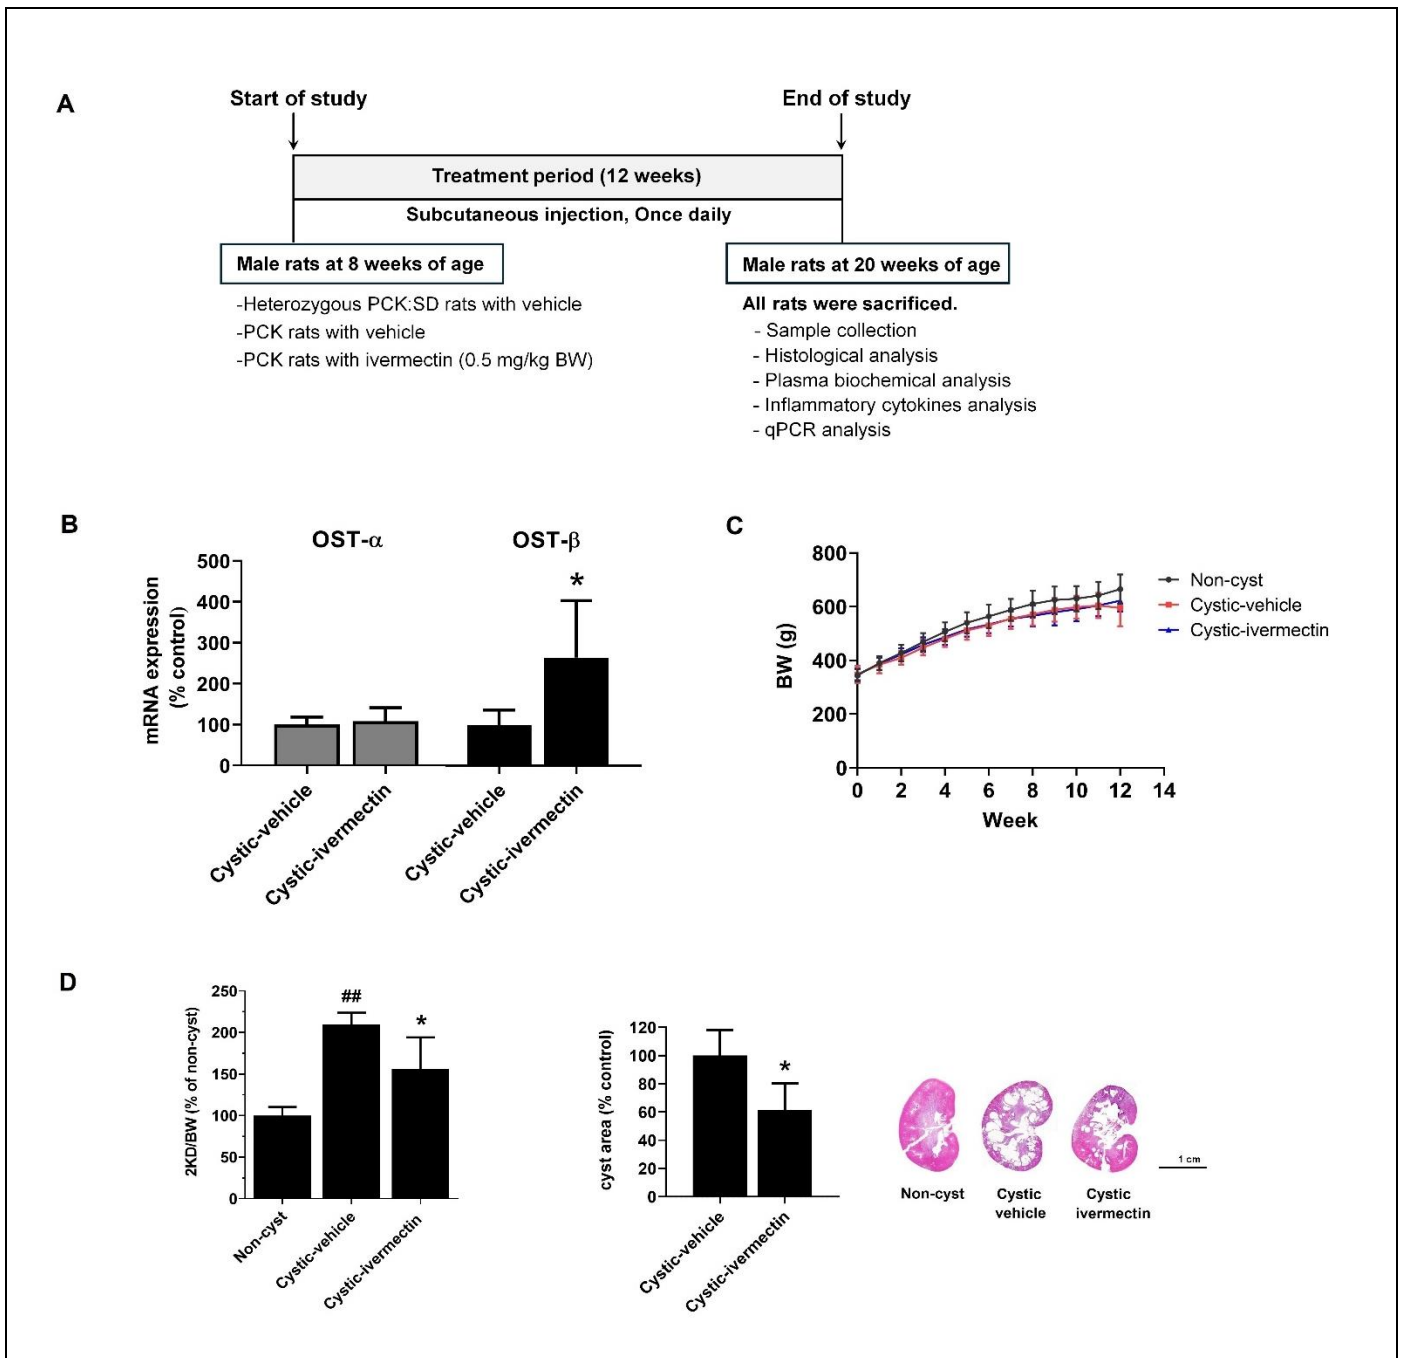 A
Start of study
End of study
Treatment period (12 weeks)
Subcutaneous injection, Once daily
Male rats at 8 weeks of age
-Heterozygous PCK:SD rats with vehicle
-PCK rats with vehicle
-PCK rats with ivermectin (0.5 mg/kg BW)
Male rats at 20 weeks of age
All rats were sacrificed.
- Sample collection
- Histological analysis
- Plasma biochemical analysis
- Inflammatory cytokines analysis
- qPCR analysis
B
OST-α
OST-β
mRNA expression
(% control)
500
400
300
200
100
0
*
Cystic-vehicle
Cystic-ivermectin
Cystic-vehicle
Cystic-ivermectin
C
BW (g)
800
600
400
200
0
0 2 4 6 8 10 12 14
Week
Non-cyst
Cystic-vehicle
Cystic-ivermectin
D
2KD/BW (% of non-cyst)
250
200
150
100
50
0
##
*
Non-cyst
Cystic-vehicle
Cystic-ivermectin
cyst area (% control)
120
100
80
60
40
20
0
*
Cystic-vehicle
Cystic-ivermectin
1 cm
Non-cyst
Cystic
vehicle
Cystic
ivermectin